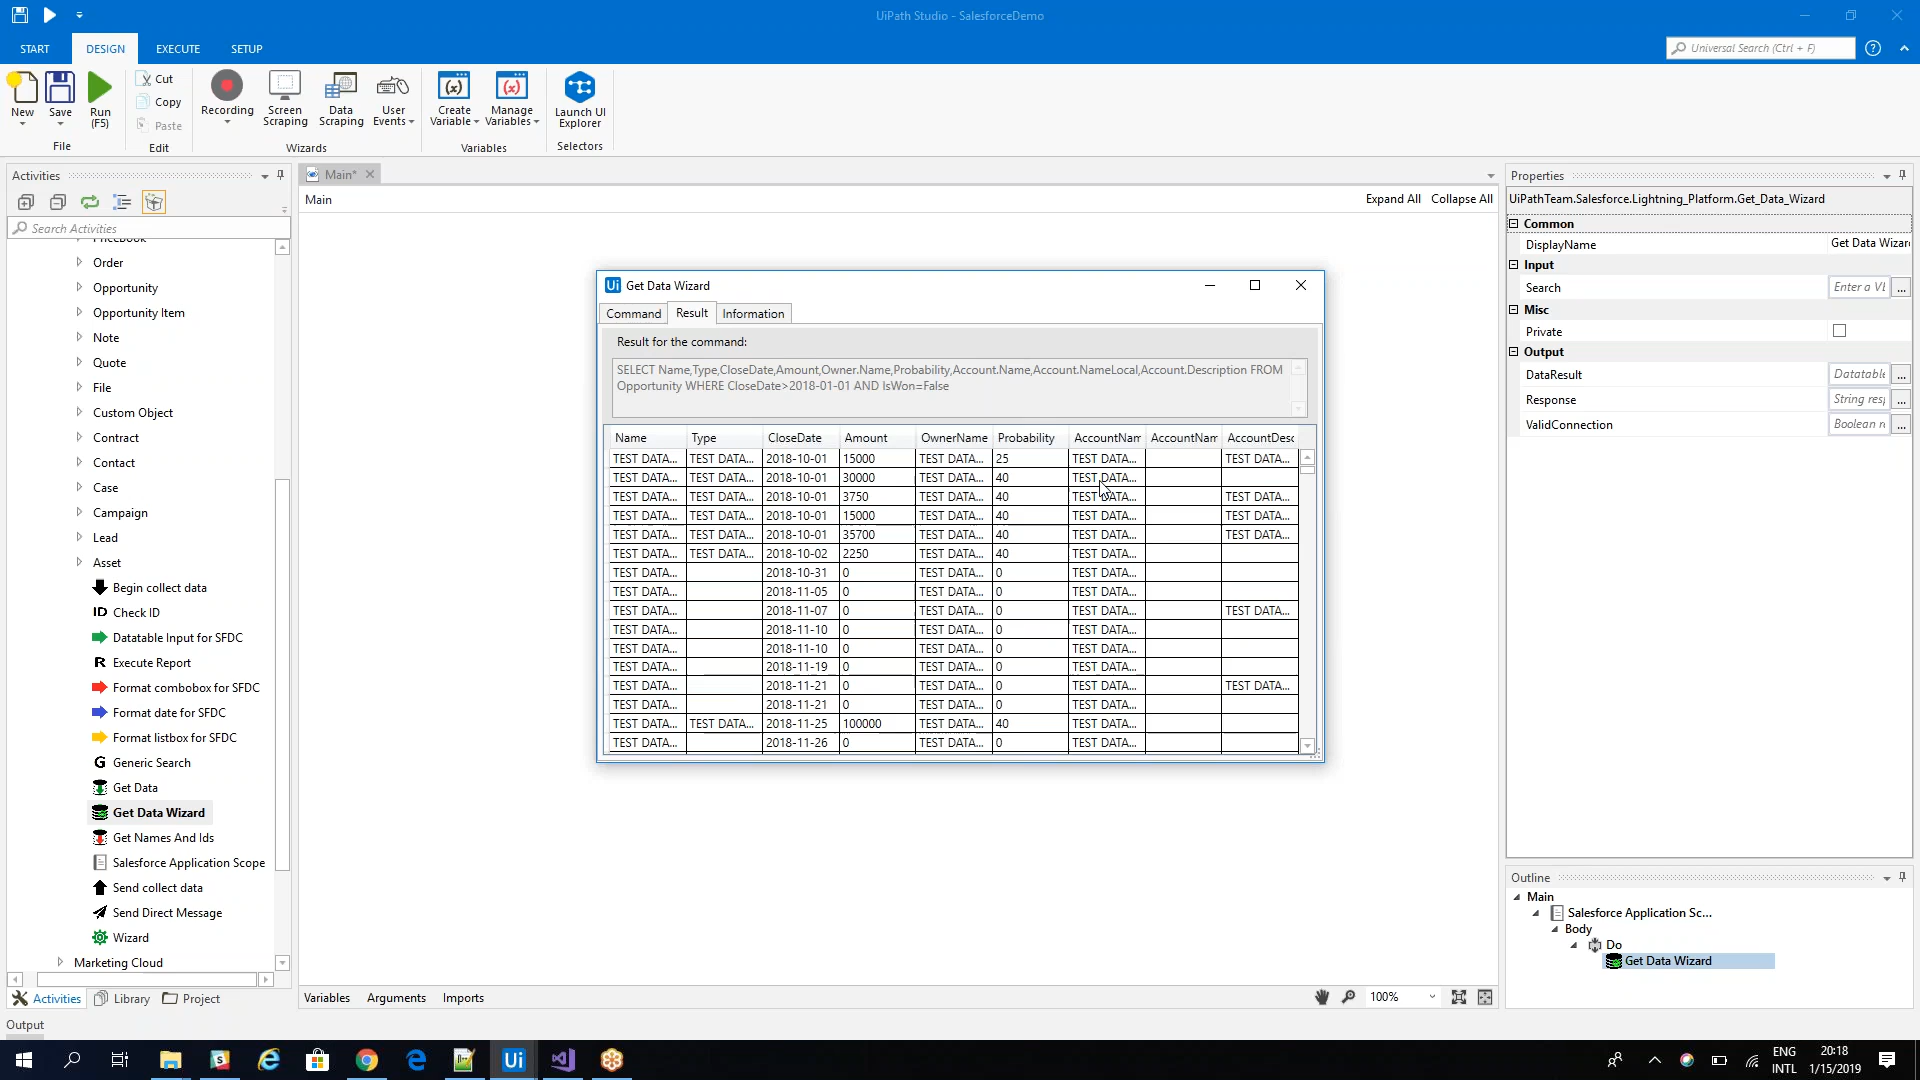 UiPath Studio - SalesforceDemo
START DESIGN EXECUTE SETUP
Universal Search (Ctrl + F)
New Save Run (F5)
Cut
Copy
Paste
Recording Screen Scraping Data Scraping User Events
Create Variable Manage Variables
Launch UI Explorer
File Edit Wizards Variables Selectors
Activities
Search Activities
Order
Opportunity
Opportunity Item
Note
Quote
File
Custom Object
Contract
Contact
Case
Campaign
Lead
Asset
Begin collect data
ID Check ID
Datatable Input for SFDC
R Execute Report
Format combobox for SFDC
Format date for SFDC
Format listbox for SFDC
G Generic Search
Get Data
Get Data Wizard
Get Names And Ids
Salesforce Application Scope
Send collect data
Send Direct Message
Wizard
Marketing Cloud
Activities Library Project
Output
Main*
Main
Expand All Collapse All
Ui Get Data Wizard
Command Result Information
Result for the command:
SELECT Name,Type,CloseDate,Amount,Owner.Name,Probability,Account.Name,Account.NameLocal,Account.Description FROM
Opportunity WHERE CloseDate>2018-01-01 AND IsWon=False
Name Type CloseDate Amount OwnerName Probability AccountNam AccountNam AccountDesc
TEST DATA... TEST DATA... 2018-10-01 15000 TEST DATA... 25 TEST DATA... TEST DATA...
TEST DATA... TEST DATA... 2018-10-01 30000 TEST DATA... 40 TEST DATA...
TEST DATA... TEST DATA... 2018-10-01 3750 TEST DATA... 40 TEST DATA... TEST DATA...
TEST DATA... TEST DATA... 2018-10-01 15000 TEST DATA... 40 TEST DATA... TEST DATA...
TEST DATA... TEST DATA... 2018-10-01 35700 TEST DATA... 40 TEST DATA... TEST DATA...
TEST DATA... TEST DATA... 2018-10-02 2250 TEST DATA... 40 TEST DATA...
TEST DATA... 2018-10-31 0 TEST DATA... 0 TEST DATA...
TEST DATA... 2018-11-05 0 TEST DATA... 0 TEST DATA...
TEST DATA... 2018-11-07 0 TEST DATA... 0 TEST DATA... TEST DATA...
TEST DATA... 2018-11-10 0 TEST DATA... 0 TEST DATA...
TEST DATA... 2018-11-10 0 TEST DATA... 0 TEST DATA...
TEST DATA... 2018-11-19 0 TEST DATA... 0 TEST DATA...
TEST DATA... 2018-11-21 0 TEST DATA... 0 TEST DATA... TEST DATA...
TEST DATA... 2018-11-21 0 TEST DATA... 0 TEST DATA...
TEST DATA... TEST DATA... 2018-11-25 100000 TEST DATA... 40 TEST DATA...
TEST DATA... 2018-11-26 0 TEST DATA... 0 TEST DATA...
Variables Arguments Imports
100%
Properties
UiPathTeam.Salesforce.Lightning_Platform.Get_Data_Wizard
Common
DisplayName Get Data Wizar
Input
Search Enter a VB ...
Misc
Private
Output
DataResult Datatable ...
Response String resp ...
ValidConnection Boolean re ...
Outline
Main
Salesforce Application Sc...
Body
Do
Get Data Wizard
Ui
ENG
INTL
20:18
1/15/2019